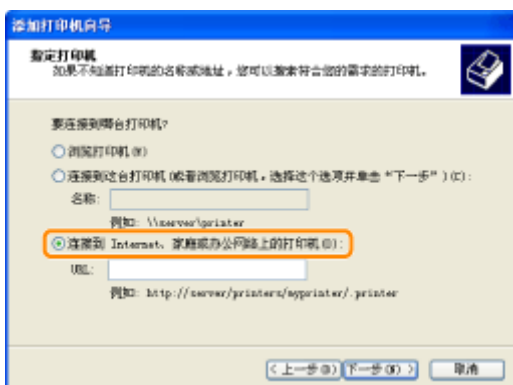 添加打印机向导
指定打印机
如果不知道打印机的名称或地址，您可以搜索符合您的需求的打印机。
要连接到哪台打印机?
浏览打印机(W)
连接到这台打印机(或者浏览打印机，选择这个选项并单击“下一步”)(C):
名称:
例如: \\server\printer
连接到 Internet、家庭或办公网络上的打印机(O):
URL:
例如: http://server/printers/myprinter/.printer
<上一步(B) 下一步(N)> 取消